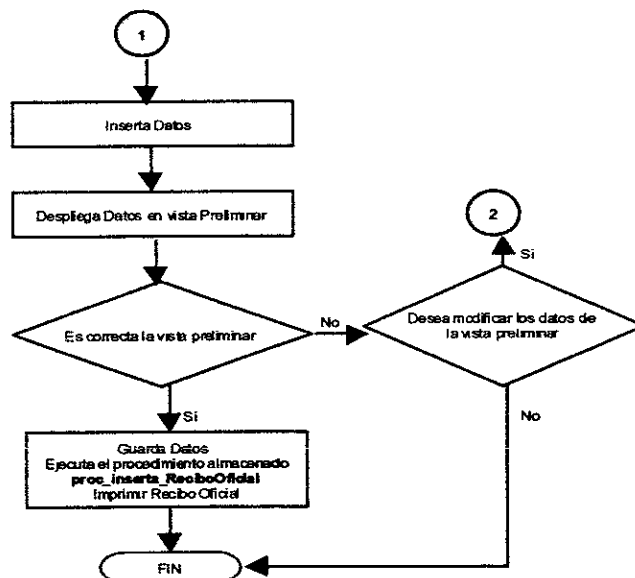 1
Inserta Datos
Despliega Datos en vista Preliminar
2
Si
Es correcta la vista preliminar
No
Desea modificar los datos de
la vista preliminar
Si
No
Guarda Datos
Ejecuta el procedimiento almacenado
proc_inserta_ReciboOficial
Imprimir Recibo Oficial
FIN